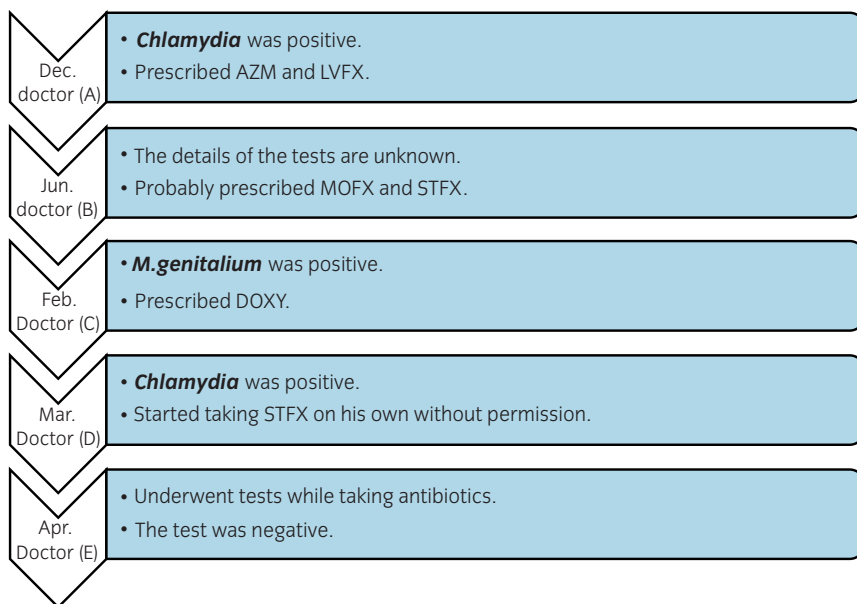 Dec.
doctor (A)
• Chlamydia was positive.
• Prescribed AZM and LVFX.
Jun.
doctor (B)
• The details of the tests are unknown.
• Probably prescribed MOFX and STFX.
Feb.
Doctor (C)
• M.genitalium was positive.
• Prescribed DOXY.
Mar.
Doctor (D)
• Chlamydia was positive.
• Started taking STFX on his own without permission.
Apr.
Doctor (E)
• Underwent tests while taking antibiotics.
• The test was negative.